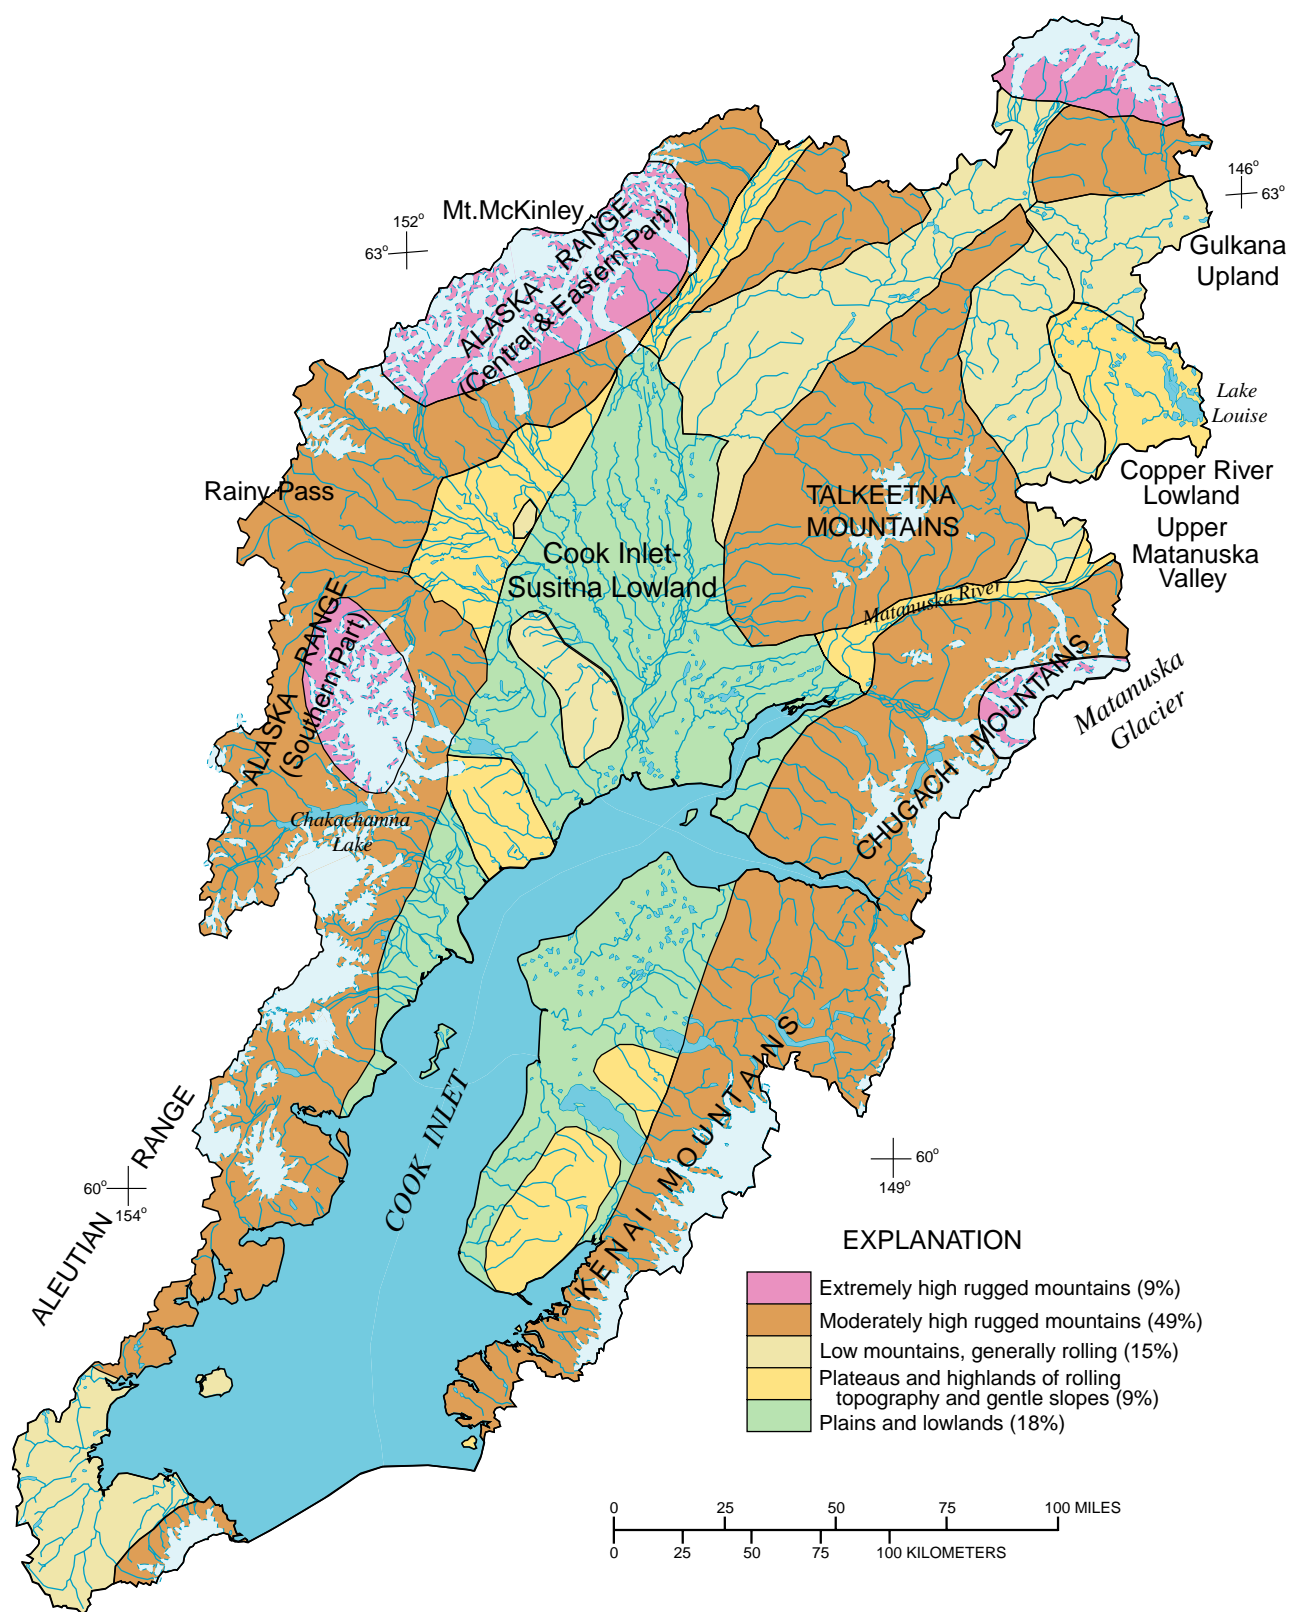 146°
63°
152°
Mt.McKinley
63°
ALASKA RANGE
(Central & Eastern Part)
Gulkana
Upland
Lake
Louise
Rainy Pass
TALKEETNA
MOUNTAINS
Copper River
Lowland
Upper
Matanuska
Valley
Cook Inlet-
Susitna Lowland
Matanuska River
ALASKA RANGE
(Southern Part)
Matanuska
Glacier
CHUGACH MOUNTAINS
Chakachamna
Lake
KENAI MOUNTAINS
COOK INLET
ALEUTIAN RANGE
60°
154°
60°
149°
EXPLANATION
Extremely high rugged mountains (9%)
Moderately high rugged mountains (49%)
Low mountains, generally rolling (15%)
Plateaus and highlands of rolling
topography and gentle slopes (9%)
Plains and lowlands (18%)
0 25 50 75 100 MILES
0 25 50 75 100 KILOMETERS